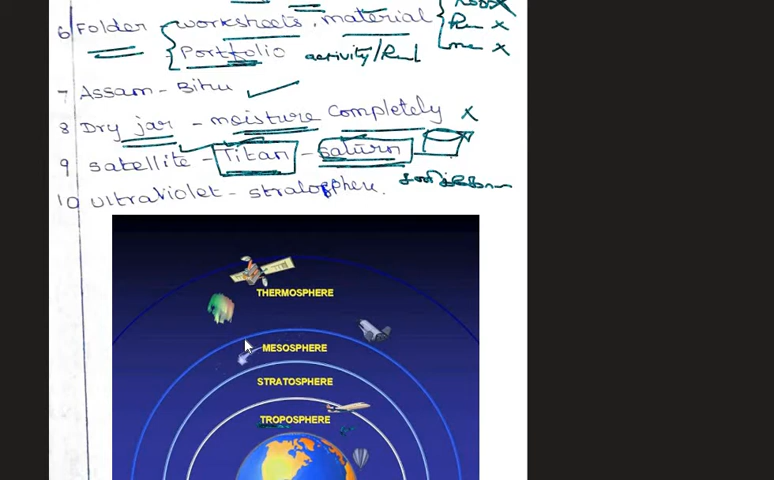 6 Folder worksheets, material
Portfolio activity/
7 Assam - Bihu
8 Dry jar - moisture Completely x
9 satellite - Titan - Saturn
10 ultraviolet - stratosphere.
THERMOSPHERE
MESOSPHERE
STRATOSPHERE
TROPOSPHERE